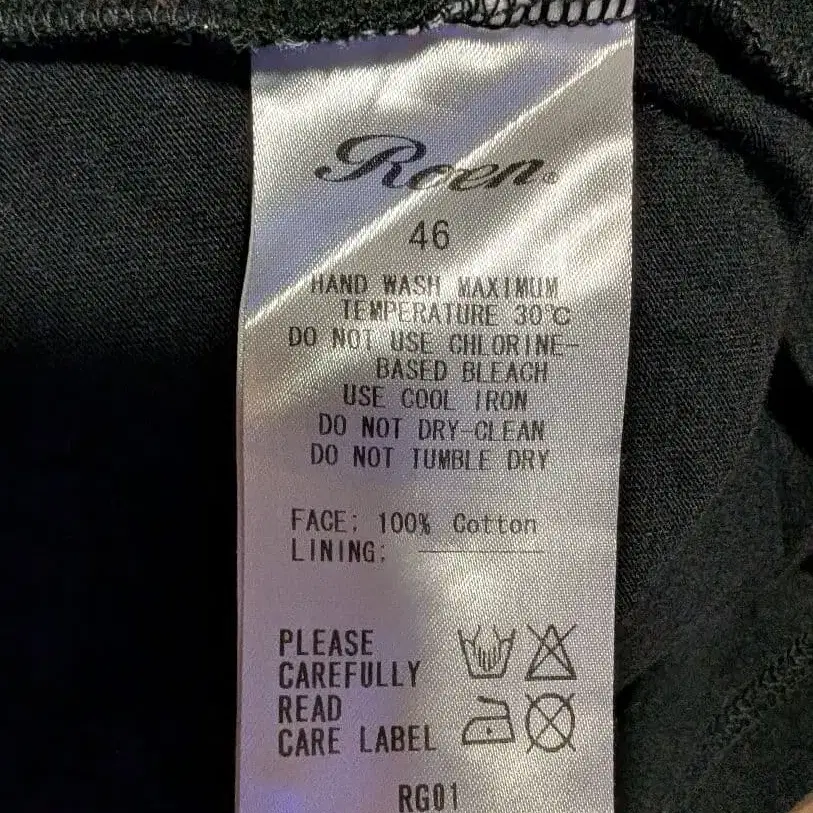 Roen®
46
HAND WASH MAXIMUM
TEMPERATURE 30℃
DO NOT USE CHLORINE-
BASED BLEACH
USE COOL IRON
DO NOT DRY-CLEAN
DO NOT TUMBLE DRY
FACE: 100% Cotton
LINING:
PLEASE
CAREFULLY
READ
CARE LABEL
RG01